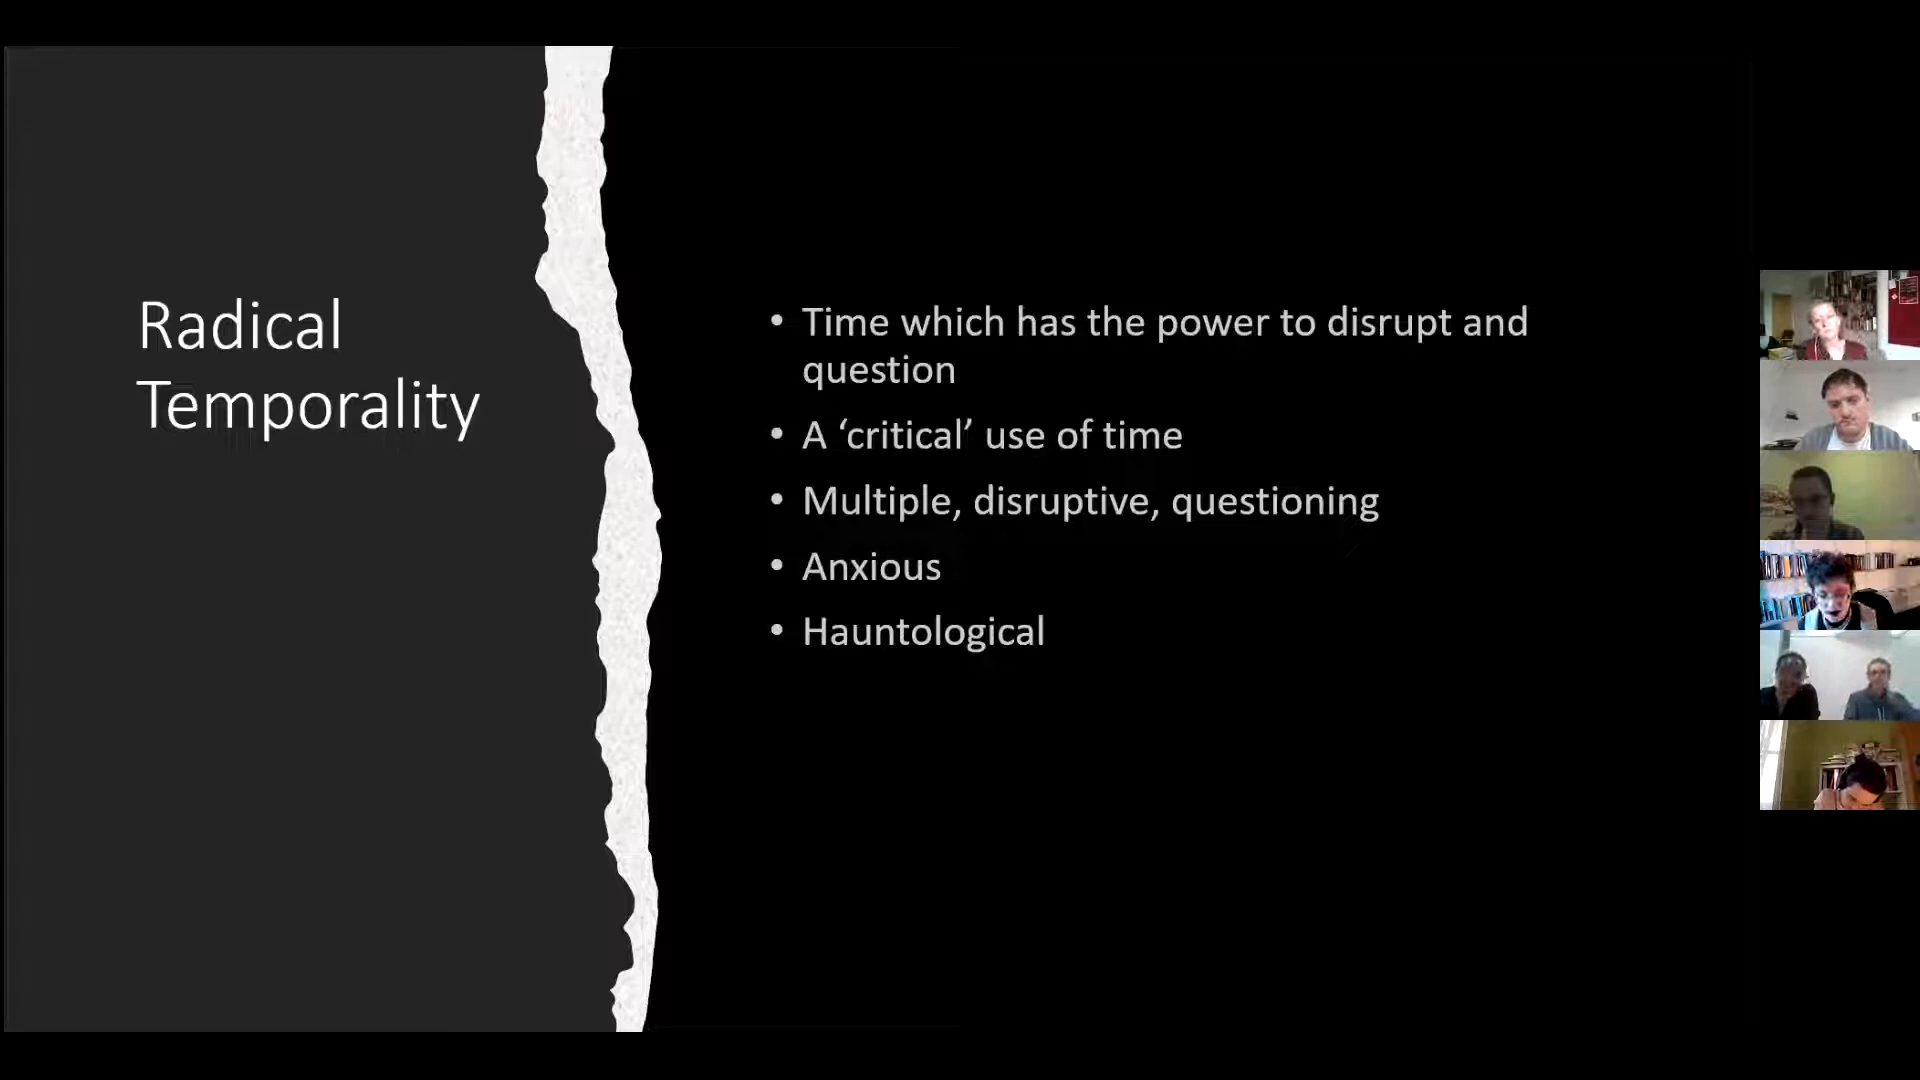 Radical
Temporality
• Time which has the power to disrupt and
question
• A ‘critical’ use of time
• Multiple, disruptive, questioning
• Anxious
• Hauntological